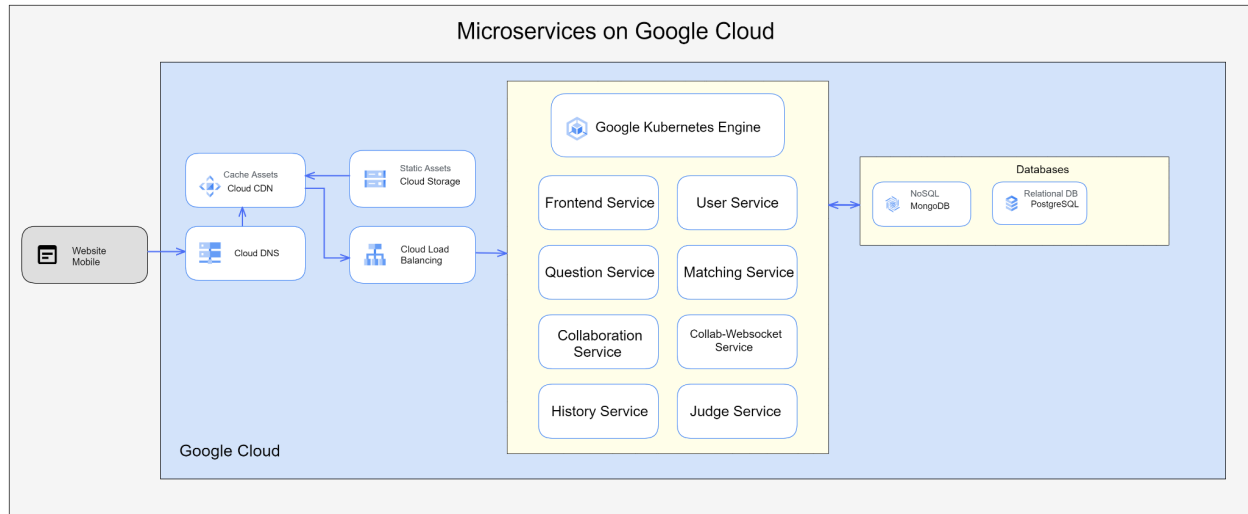 Microservices on Google Cloud
Google Kubernetes Engine
Cache Assets
Cloud CDN
Static Assets
Cloud Storage
Databases
NoSQL
MongoDB
Relational DB
PostgreSQL
Frontend Service
User Service
Website
Mobile
Cloud DNS
Cloud Load
Balancing
Question Service
Matching Service
Collaboration
Service
Collab-Websocket
Service
History Service
Judge Service
Google Cloud